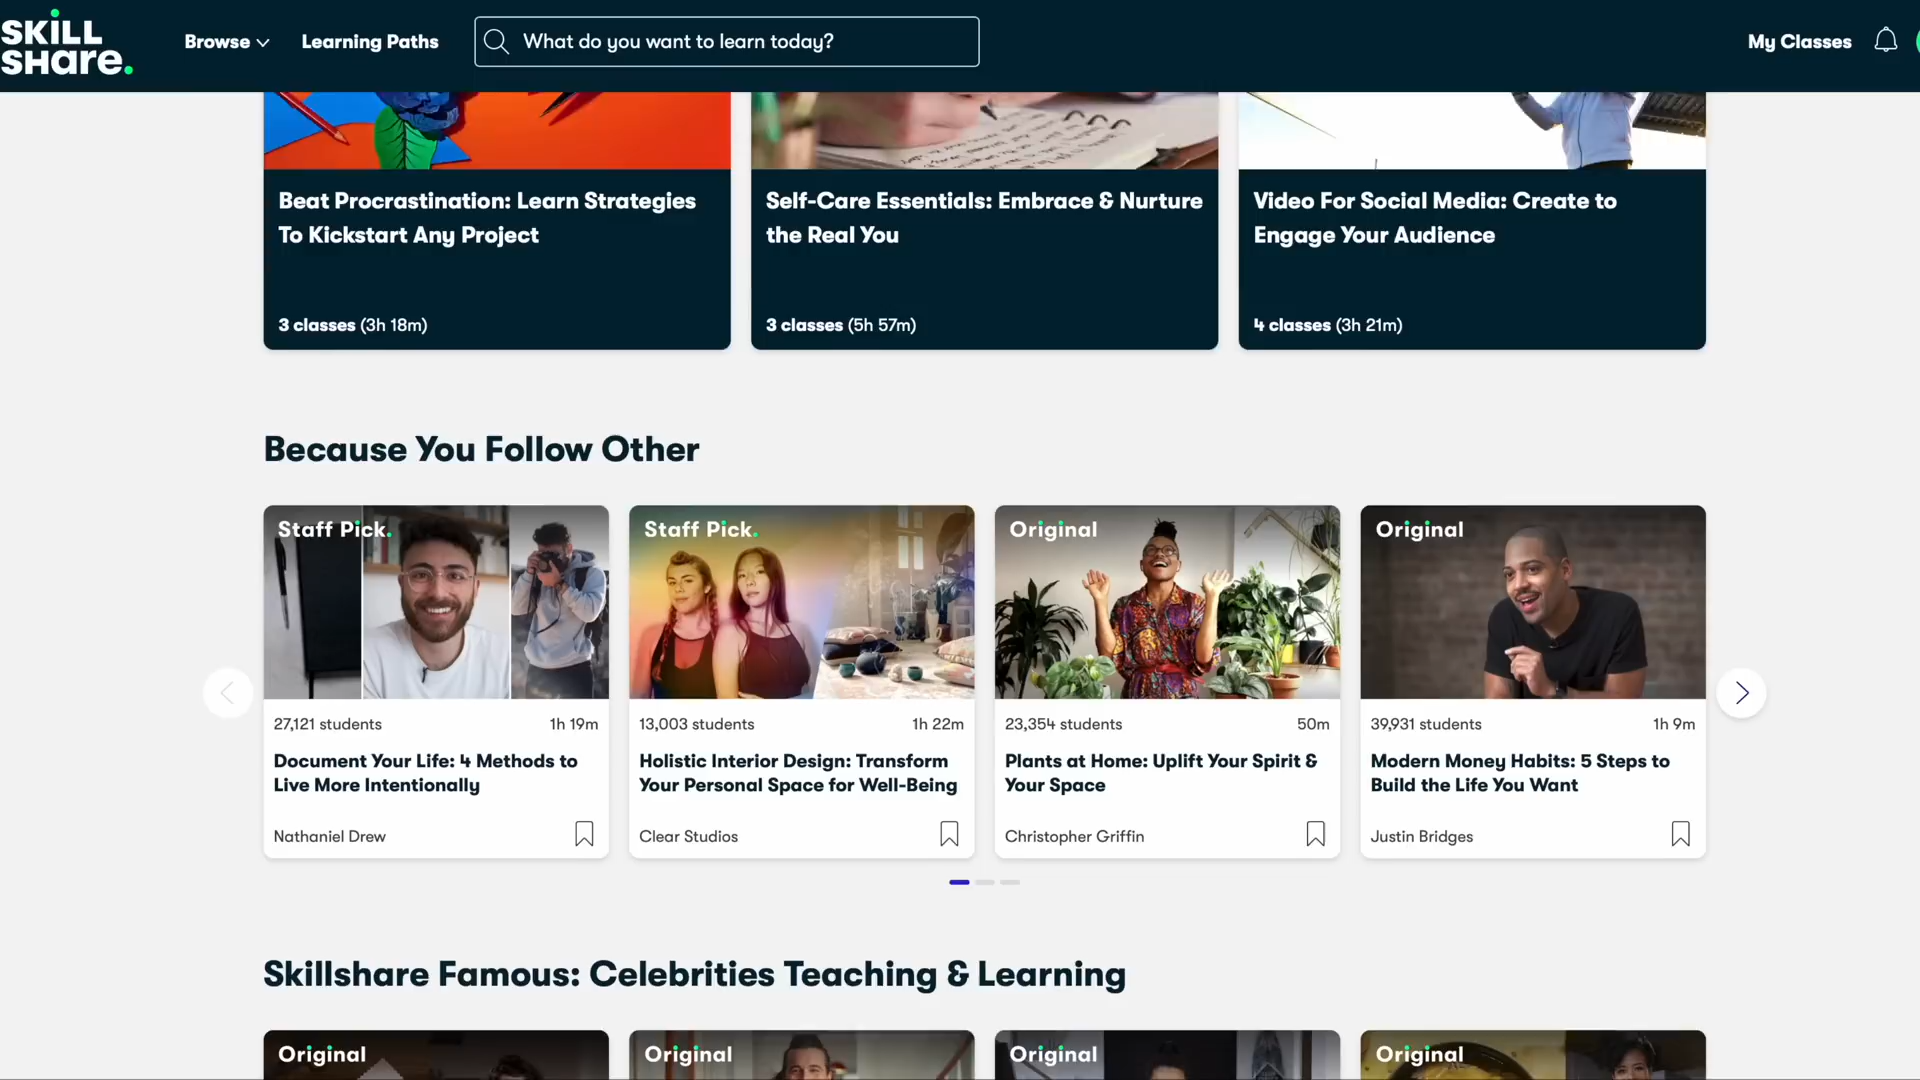 SKILL
SHare.
Browse
Learning Paths
What do you want to learn today?
My Classes
Beat Procrastination: Learn Strategies
To Kickstart Any Project
3 classes (3h 18m)
Self-Care Essentials: Embrace & Nurture
the Real You
3 classes (5h 57m)
Video For Social Media: Create to
Engage Your Audience
4 classes (3h 21m)
Because You Follow Other
Staff Pick.
27,121 students
1h 19m
Document Your Life: 4 Methods to
Live More Intentionally
Nathaniel Drew
Staff Pick.
13,003 students
1h 22m
Holistic Interior Design: Transform
Your Personal Space for Well-Being
Clear Studios
Original
23,354 students
50m
Plants at Home: Uplift Your Spirit &
Your Space
Christopher Griffin
Original
39,931 students
1h 9m
Modern Money Habits: 5 Steps to
Build the Life You Want
Justin Bridges
Skillshare Famous: Celebrities Teaching & Learning
Original
Original
Original
Original